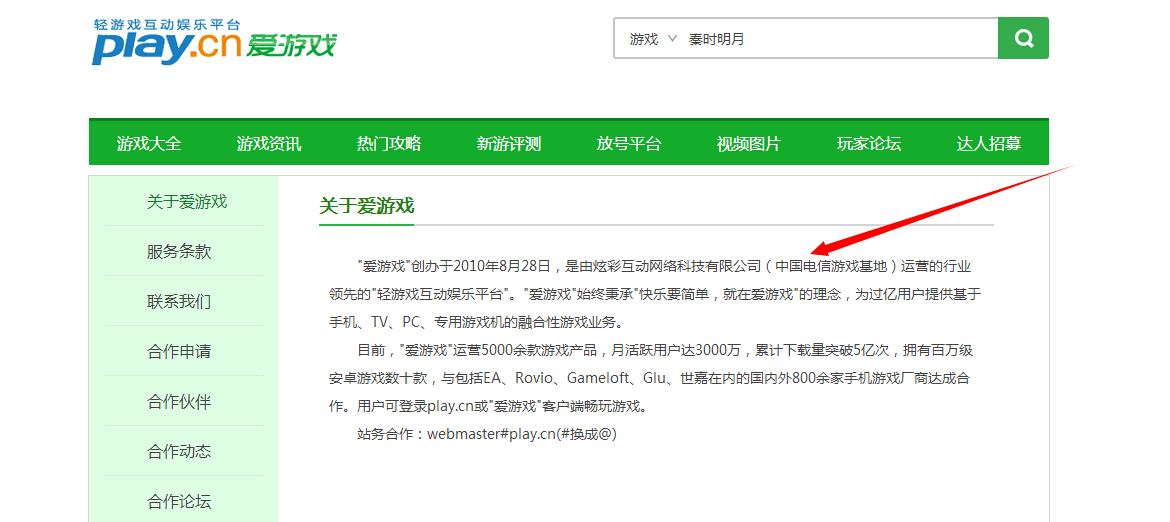 轻游戏互动娱乐平台
play.cn 爱游戏
游戏 秦时明月
游戏大全 游戏资讯 热门攻略 新游评测 放号平台 视频图片 玩家论坛 达人招募
关于爱游戏
服务条款
联系我们
合作申请
合作伙伴
合作动态
合作论坛
关于爱游戏
"爱游戏"创办于2010年8月28日，是由炫彩互动网络科技有限公司（中国电信游戏基地）运营的行业
领先的"轻游戏互动娱乐平台"。"爱游戏"始终秉承"快乐要简单，就在爱游戏"的理念，为过亿用户提供基于
手机、TV、PC、专用游戏机的融合性游戏业务。
目前，"爱游戏"运营5000余款游戏产品，月活跃用户达3000万，累计下载量突破5亿次，拥有百万级
安卓游戏数十款，与包括EA、Rovio、Gameloft、Glu、世嘉在内的国内外800余家手机游戏厂商达成合
作。用户可登录play.cn或"爱游戏"客户端畅玩游戏。
站务合作：webmaster#play.cn(#换成@)